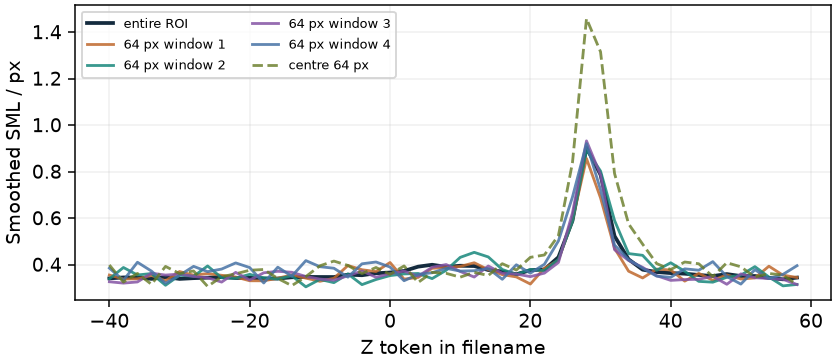 Smoothed SML / px
1.4
1.2
1.0
0.8
0.6
0.4
entire ROI
64 px window 1
64 px window 2
64 px window 3
64 px window 4
centre 64 px
−40
−20
0
20
40
60
Z token in filename